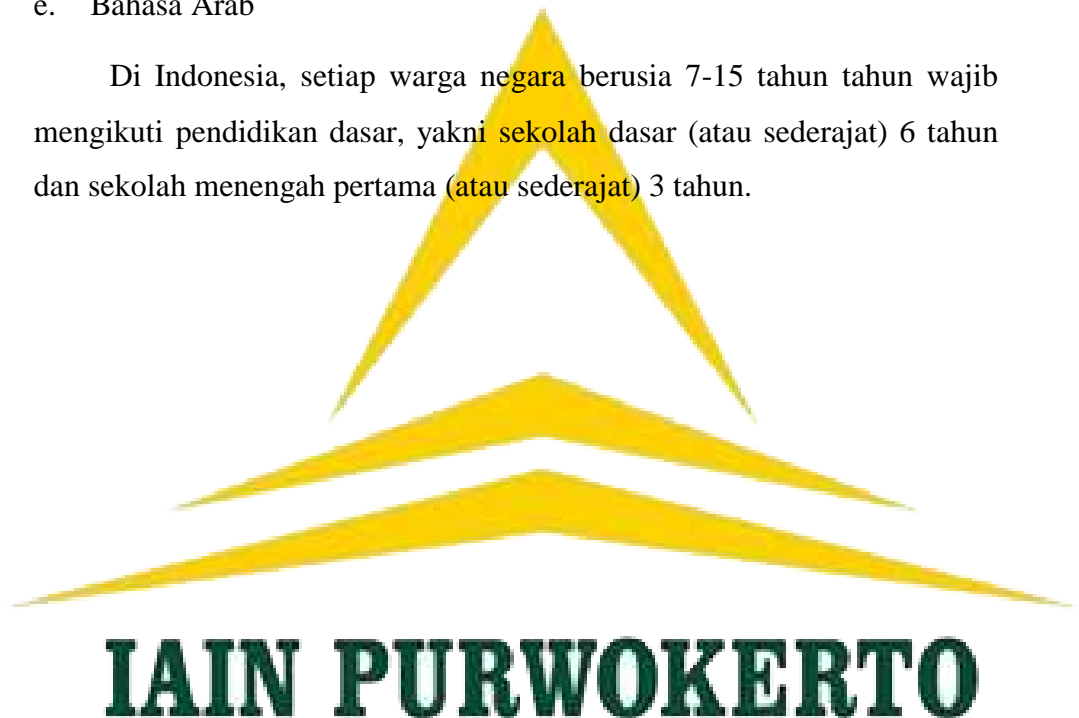 e. Bahasa Arab
Di Indonesia, setiap warga negara berusia 7-15 tahun tahun wajib
mengikuti pendidikan dasar, yakni sekolah dasar (atau sederajat) 6 tahun
dan sekolah menengah pertama (atau sederajat) 3 tahun.
IAIN PURWOKERTO